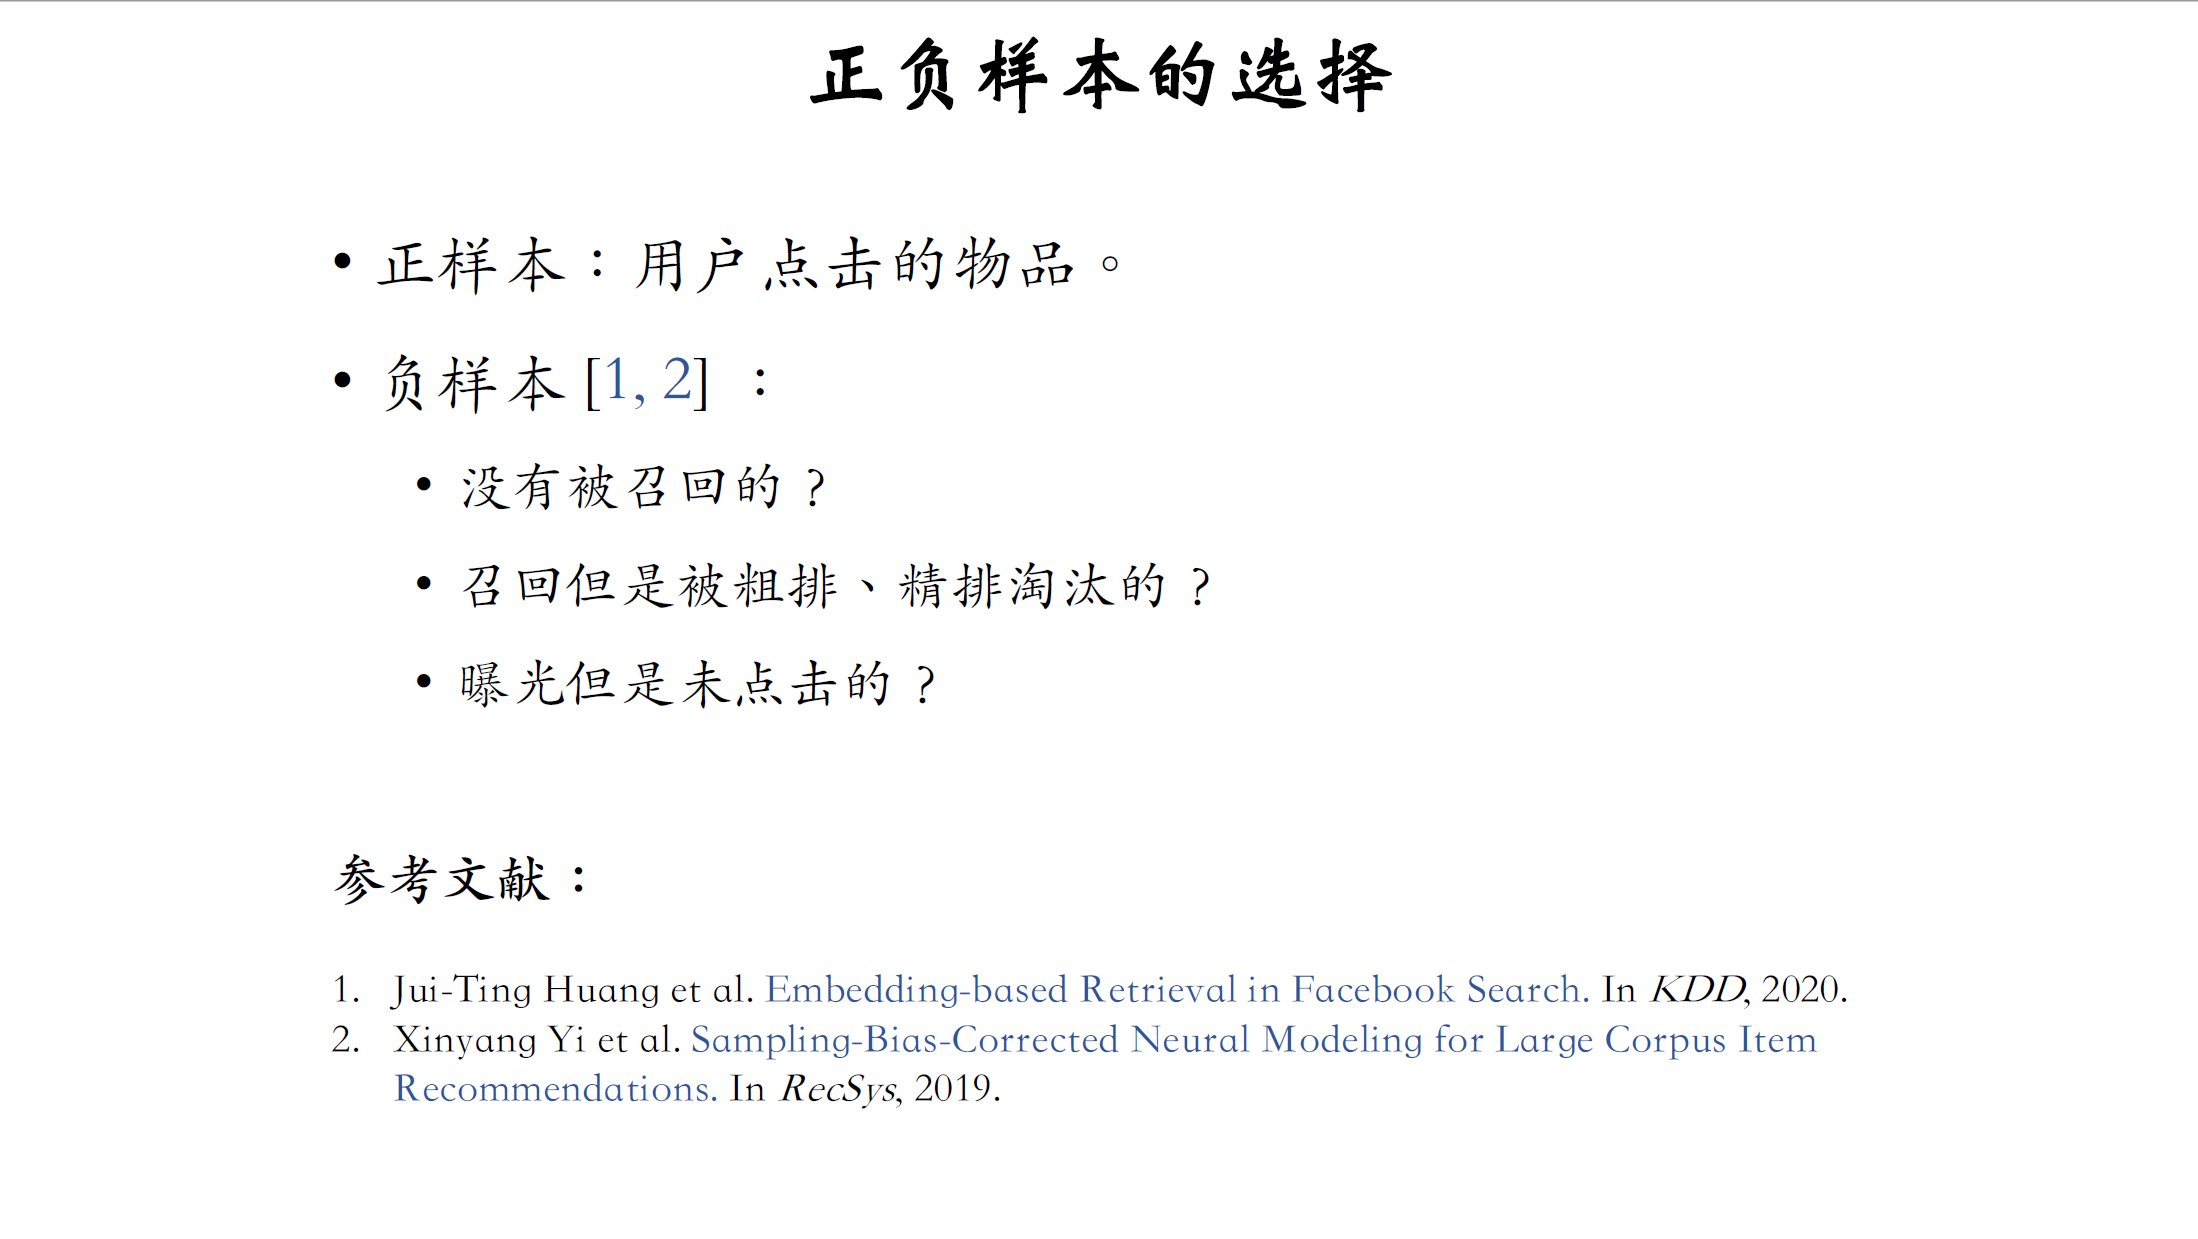 正负样本的选择
• 正样本：用户点击的物品。
• 负样本 [1, 2] ：
• 没有被召回的？
• 召回但是被粗排、精排淘汰的？
• 曝光但是未点击的？
参考文献：
1. Jui-Ting Huang et al. Embedding-based Retrieval in Facebook Search. In KDD, 2020.
2. Xinyang Yi et al. Sampling-Bias-Corrected Neural Modeling for Large Corpus Item
Recommendations. In RecSys, 2019.